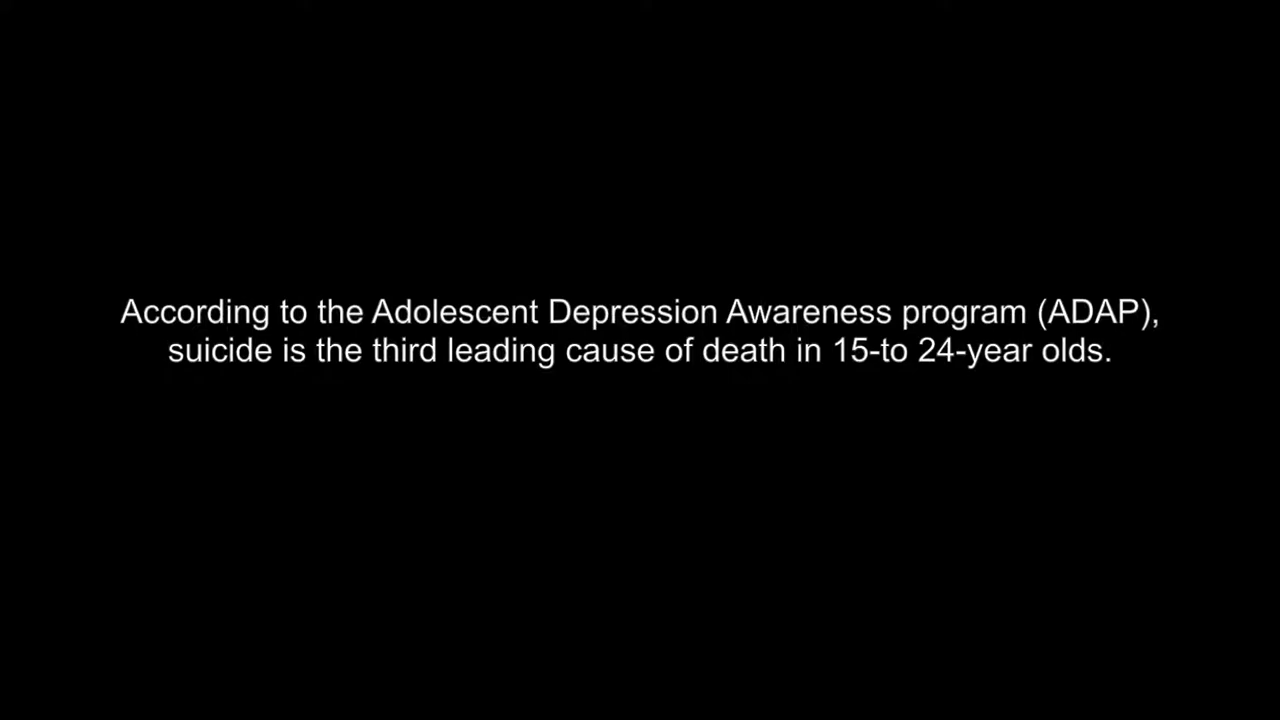 According to the Adolescent Depression Awareness program (ADAP),
suicide is the third leading cause of death in 15-to 24-year olds.